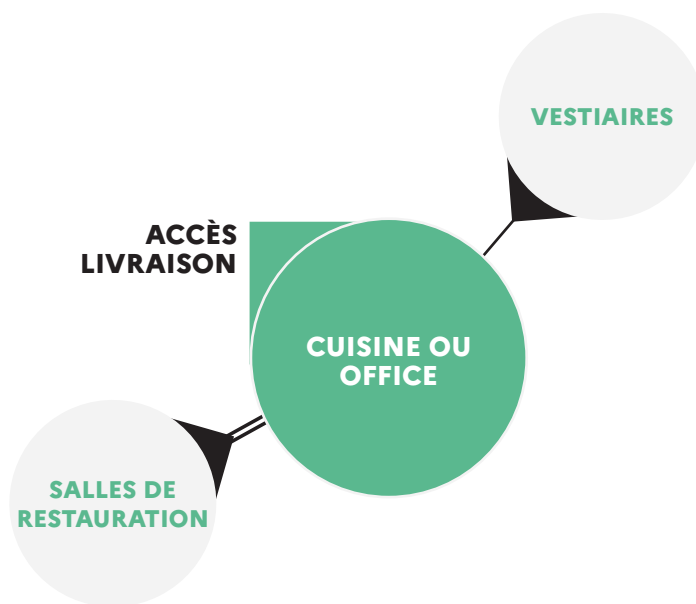 VESTIAIRES
ACCÈS
LIVRAISON
CUISINE OU
OFFICE
SALLES DE
RESTAURATION